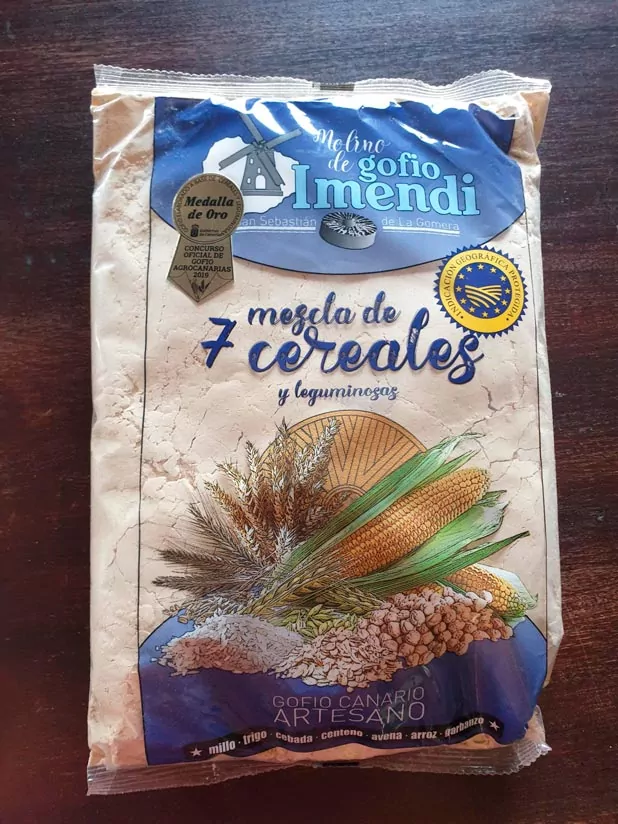 Molino
de gofio
Imendi
San Sebastián de La Gomera
Medalla
de Oro
CONCURSO
OFICIAL DE
GOFIO
AGROCANARIAS
2019
INDICACIÓN GEOGRÁFICA PROTEGIDA
mezcla de
7 cereales
y leguminosas
GOFIO CANARIO
ARTESANO
millo · trigo · cebada · centeno · avena · arroz · garbanzo